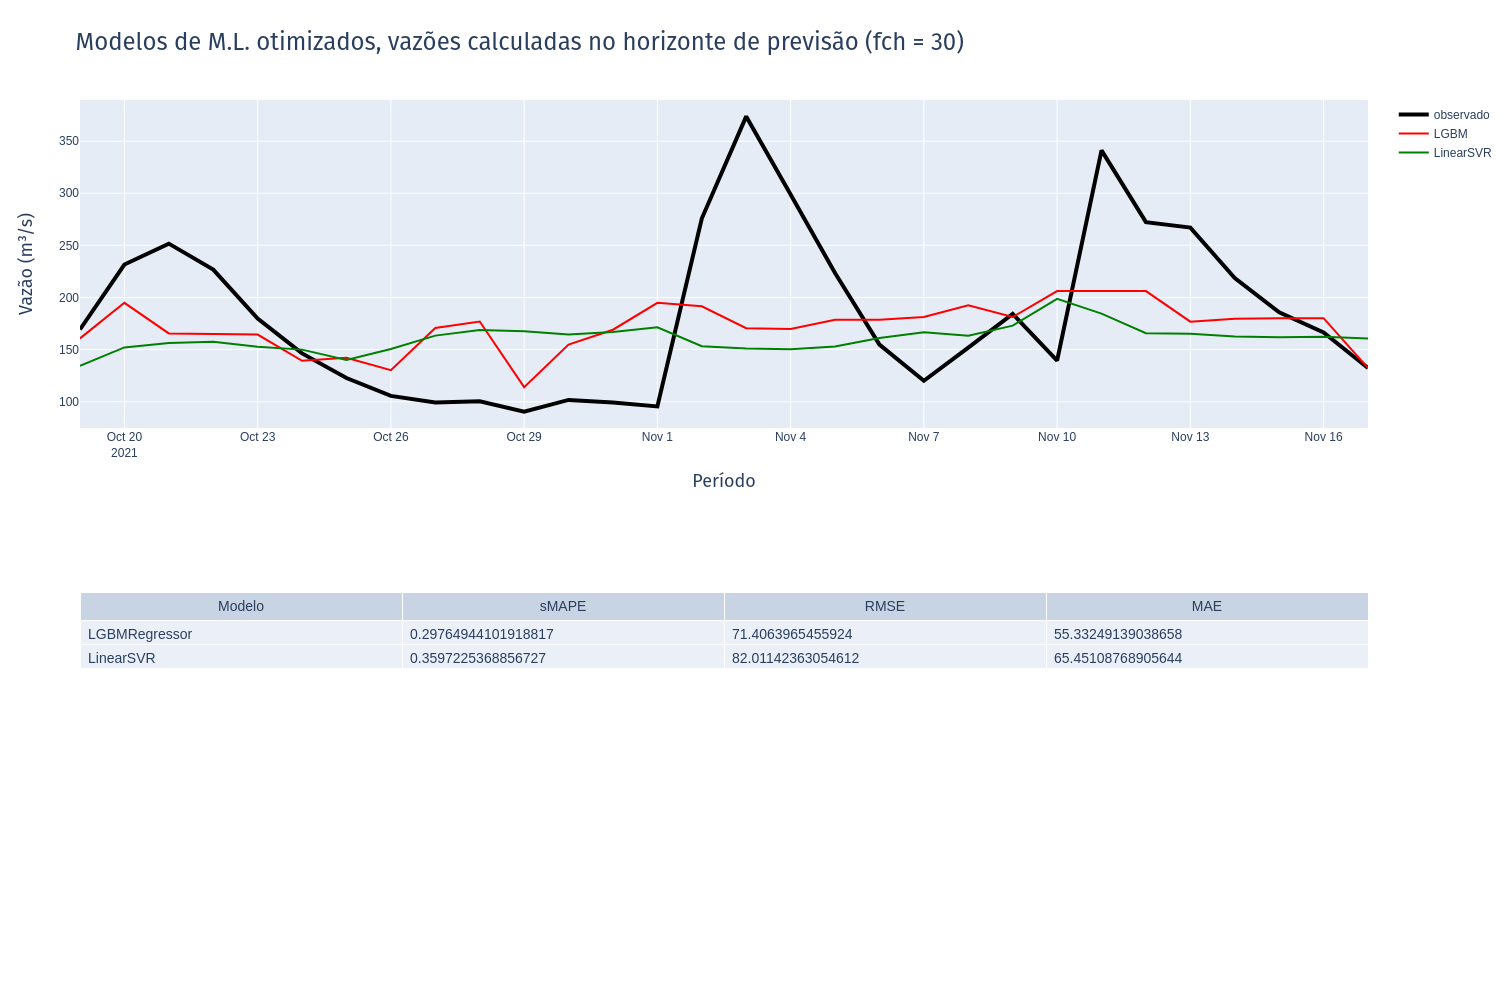 Modelos de M.L. otimizados, vazões calculadas no horizonte de previsão (fch = 30)
observado
LGBM
LinearSVR
Vazão (m³/s)
350
300
250
200
150
100
Oct 20 Oct 23 Oct 26 Oct 29 Nov 1 Nov 4 Nov 7 Nov 10 Nov 13 Nov 16
2021
Período
Modelo sMAPE RMSE MAE
LGBMRegressor 0.29764944101918817 71.4063965455924 55.33249139038658
LinearSVR 0.3597225368856727 82.01142363054612 65.45108768905644